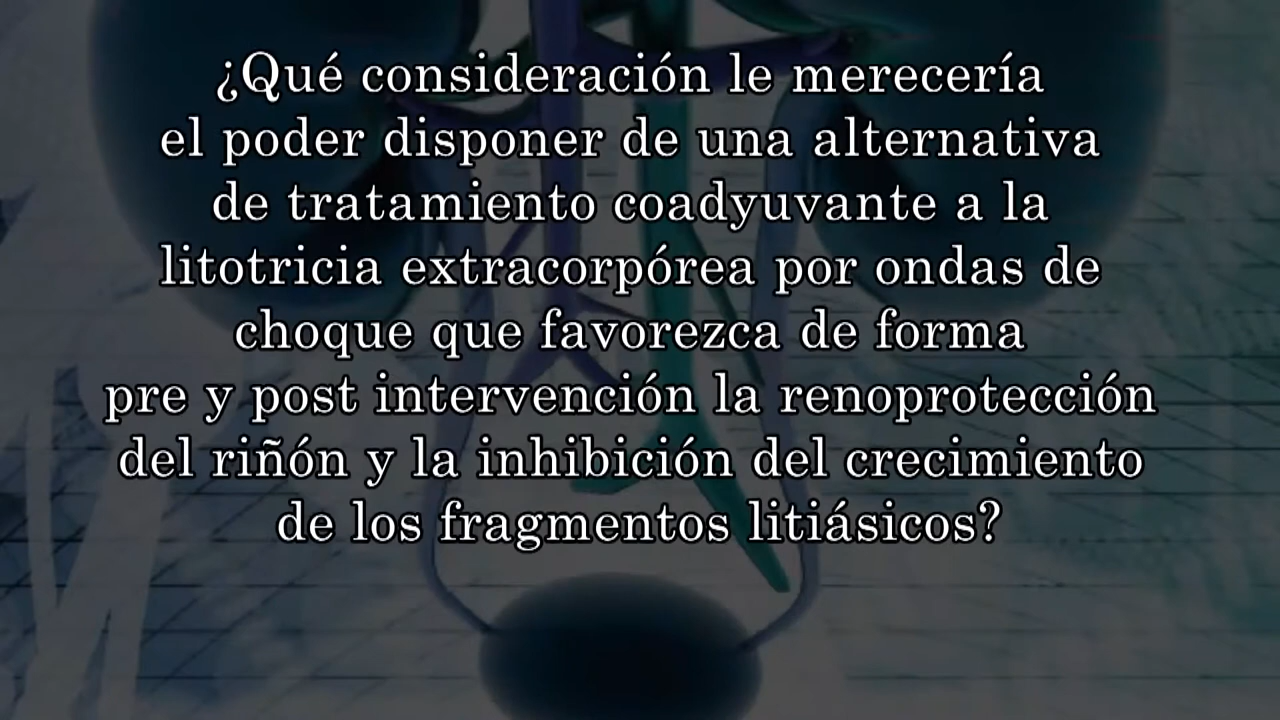 ¿Qué consideración le merecería
el poder disponer de una alternativa
de tratamiento coadyuvante a la
litotricia extracorpórea por ondas de
choque que favorezca de forma
pre y post intervención la renoprotección
del riñón y la inhibición del crecimiento
de los fragmentos litiásicos?